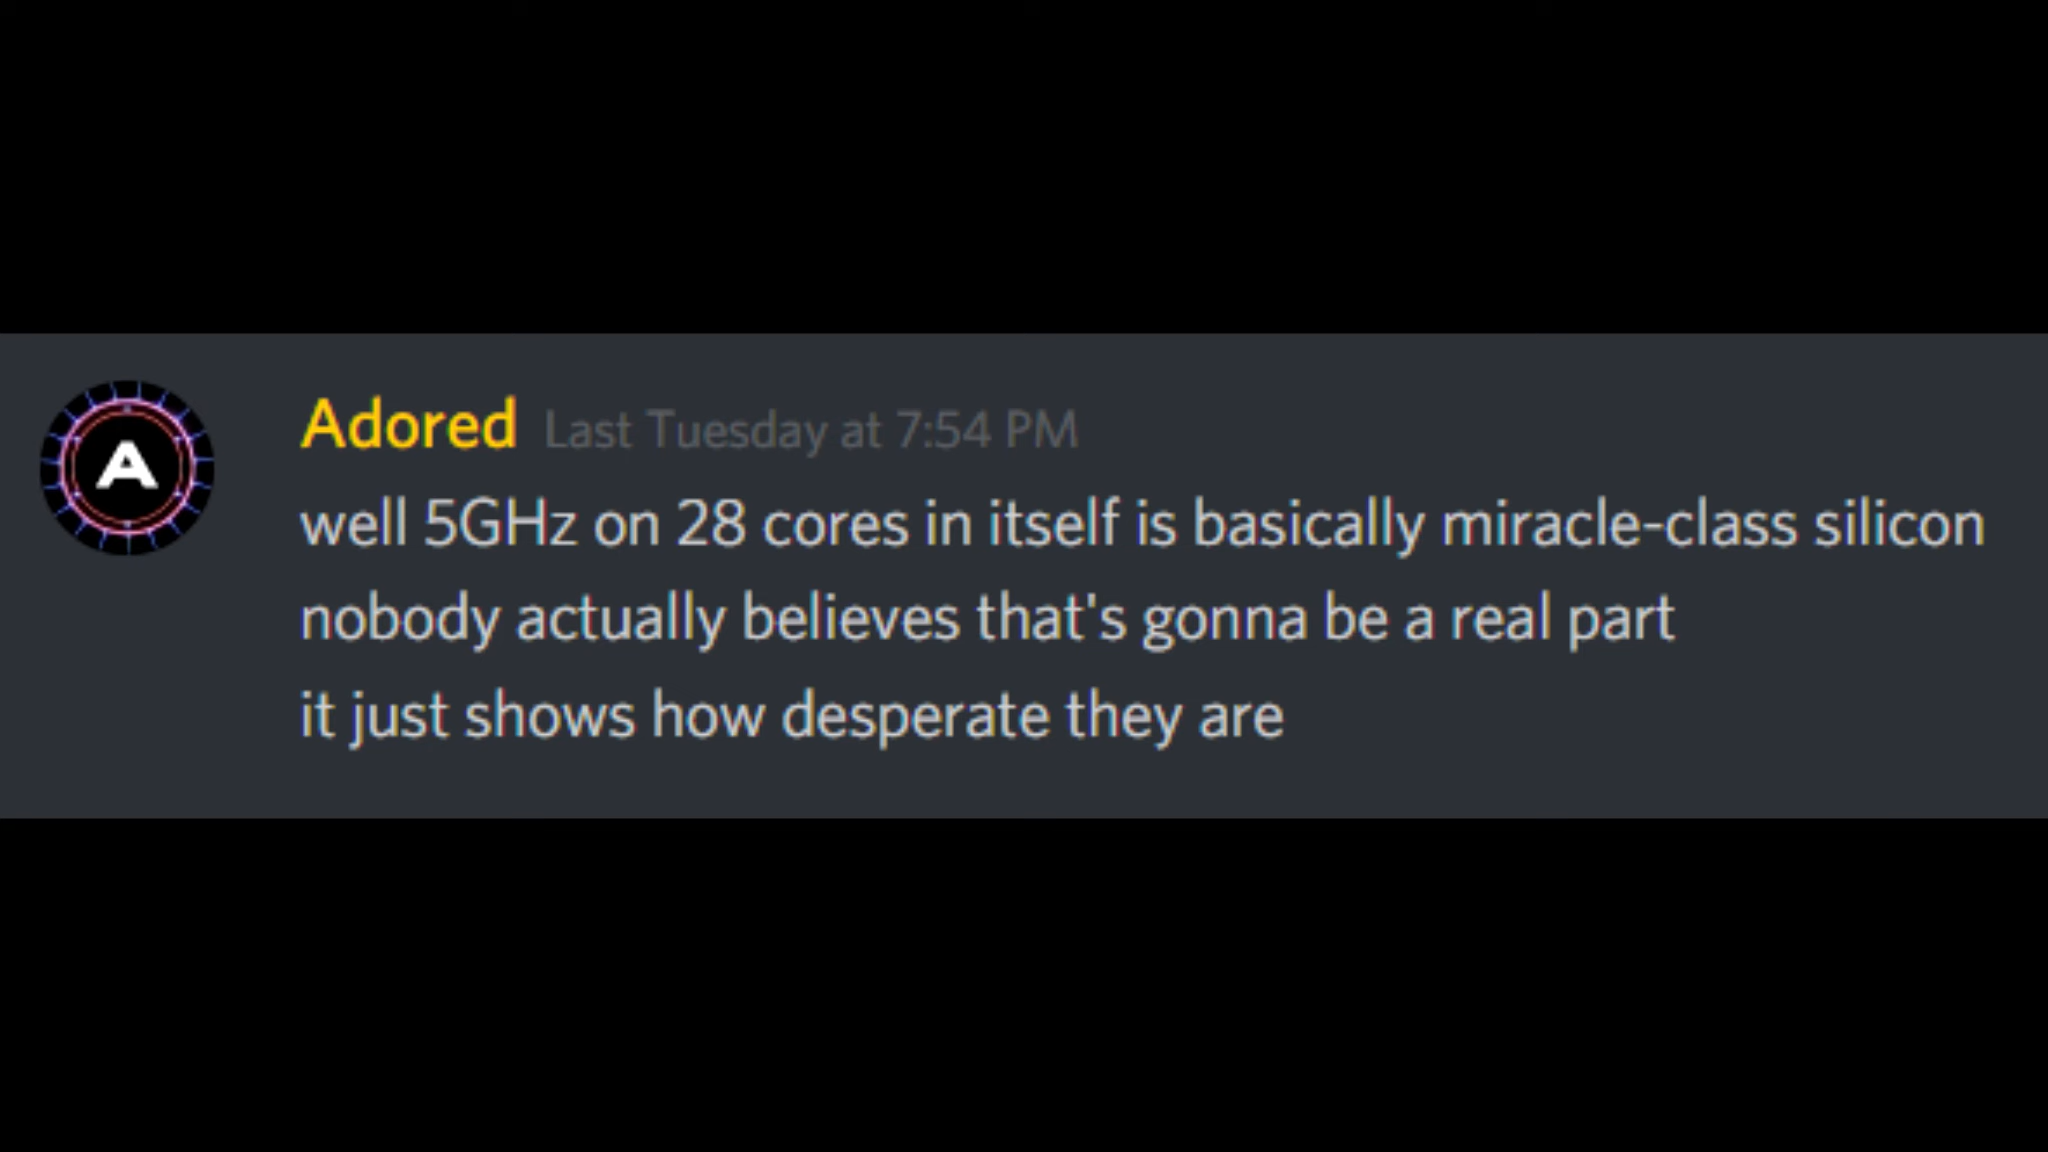 A
Adored Last Tuesday at 7:54 PM
well 5GHz on 28 cores in itself is basically miracle-class silicon
nobody actually believes that's gonna be a real part
it just shows how desperate they are